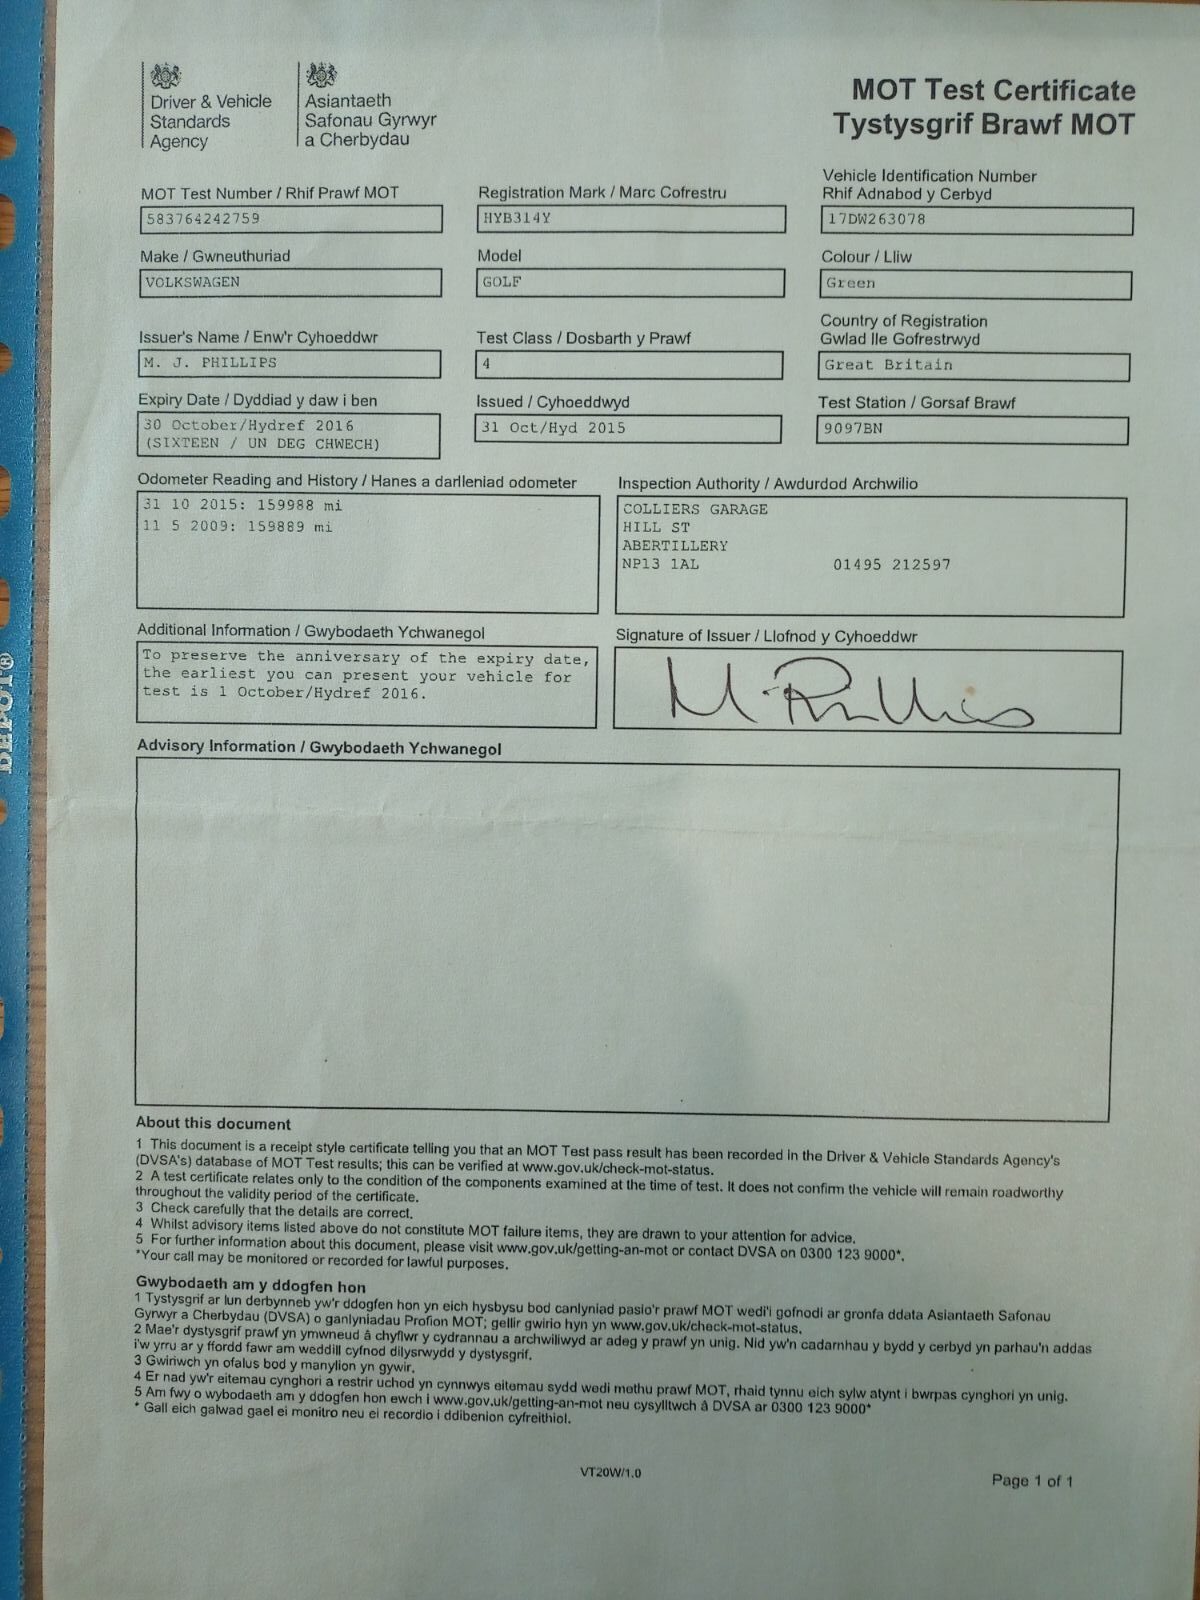 Driver & Vehicle
Standards
Agency
Asiantaeth
Safonau Gyrwyr
a Cherbydau
MOT Test Certificate
Tystysgrif Brawf MOT
MOT Test Number / Rhif Prawf MOT
583764242759
Registration Mark / Marc Cofrestru
HYB314Y
Vehicle Identification Number
Rhif Adnabod y Cerbyd
17DW263078
Make / Gwneuthuriad
VOLKSWAGEN
Model
GOLF
Colour / Lliw
Green
Issuer's Name / Enw'r Cyhoeddwr
M. J. PHILLIPS
Test Class / Dosbarth y Prawf
4
Country of Registration
Gwlad lle Gofrestrwyd
Great Britain
Expiry Date / Dyddiad y daw i ben
30 October/Hydref 2016
(SIXTEEN / UN DEG CHWECH)
Issued / Cyhoeddwyd
31 Oct/Hyd 2015
Test Station / Gorsaf Brawf
9097BN
Odometer Reading and History / Hanes a darlleniad odometer
31 10 2015: 159988 mi
11 5 2009: 159889 mi
Inspection Authority / Awdurdod Archwilio
COLLIERS GARAGE
HILL ST
ABERTILLERY
NP13 1AL 01495 212597
Additional Information / Gwybodaeth Ychwanegol
To preserve the anniversary of the expiry date,
the earliest you can present your vehicle for
test is 1 October/Hydref 2016.
Signature of Issuer / Llofnod y Cyhoeddwr
M. Phillips
Advisory Information / Gwybodaeth Ychwanegol
About this document
1 This document is a receipt style certificate telling you that an MOT Test pass result has been recorded in the Driver & Vehicle Standards Agency's
(DVSA's) database of MOT Test results; this can be verified at www.gov.uk/check-mot-status.
2 A test certificate relates only to the condition of the components examined at the time of test. It does not confirm the vehicle will remain roadworthy
throughout the validity period of the certificate.
3 Check carefully that the details are correct.
4 Whilst advisory items listed above do not constitute MOT failure items, they are drawn to your attention for advice.
5 For further information about this document, please visit www.gov.uk/getting-an-mot or contact DVSA on 0300 123 9000*.
*Your call may be monitored or recorded for lawful purposes.
Gwybodaeth am y ddogfen hon
1 Tystysgrif ar lun derbynneb yw'r ddogfen hon yn eich hysbysu bod canlyniad pasio'r prawf MOT wedi'i gofnodi ar gronfa ddata Asiantaeth Safonau
Gyrwyr a Cherbydau (DVSA) o ganlyniadau Profion MOT; gellir gwirio hyn yn www.gov.uk/check-mot-status.
2 Mae'r dystysgrif prawf yn ymwneud â chyflwr y cydrannau a archwiliwyd ar adeg y prawf yn unig. Nid yw'n cadarnhau y bydd y cerbyd yn parhau'n addas
i'w yrru ar y ffordd fawr am weddill cyfnod dilysrwydd y dystysgrif.
3 Gwiriwch yn ofalus bod y manylion yn gywir.
4 Er nad yw'r eitemau cynghori a restrir uchod yn cynnwys eitemau sydd wedi methu prawf MOT, rhaid tynnu eich sylw atynt i bwrpas cynghori yn unig.
5 Am fwy o wybodaeth am y ddogfen hon ewch i www.gov.uk/getting-an-mot neu cysylltwch â DVSA ar 0300 123 9000*
* Gall eich galwad gael ei monitro neu ei recordio i ddibenion cyfreithiol.
VT20W/1.0
Page 1 of 1